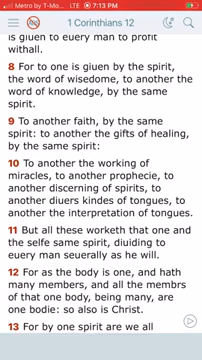 Metro by T-Mo... LTE 7:13 PM
1 Corinthians 12
is giuen to euery man to profit
withall.
8 For to one is giuen by the spirit,
the word of wisedome, to another
the word of knowledge, by the same
spirit.
9 To another faith, by the same
spirit: to another the gifts of healing,
by the same spirit:
10 To another the working of
miracles, to another prophecie, to
another discerning of spirits, to
another diuers kindes of tongues, to
another the interpretation of tongues.
11 But all these worketh that one and
the selfe same spirit, diuiding to
euery man seuerally as he will.
12 For as the body is one, and hath
many members, and all the membrs
of that one body, being many, are
one bodie: so also is Christ.
13 For by one spirit are we all